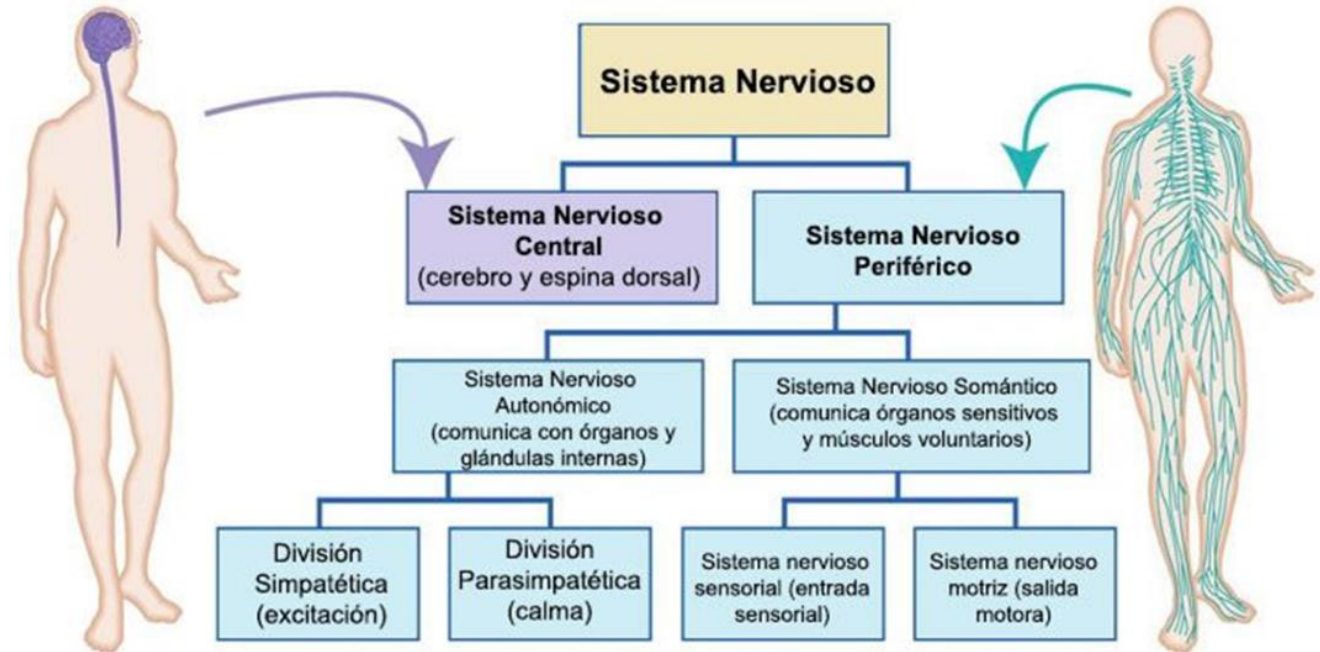 Sistema Nervioso
Sistema Nervioso
Central
(cerebro y espina dorsal)
Sistema Nervioso
Periférico
Sistema Nervioso
Autonómico
(comunica con órganos y
glándulas internas)
Sistema Nervioso Somántico
(comunica órganos sensitivos
y músculos voluntarios)
División
Simpatética
(excitación)
División
Parasimpatética
(calma)
Sistema nervioso
sensorial (entrada
sensorial)
Sistema nervioso
motriz (salida
motora)